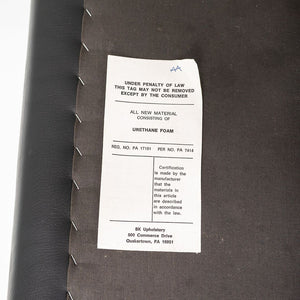 AA
UNDER PENALTY OF LAW
THIS TAG MAY NOT BE REMOVED
EXCEPT BY THE CONSUMER
ALL NEW MATERIAL
CONSISTING OF
URETHANE FOAM
REG. NO. PA 17191 PER NO. PA 7414
Certification
is made by the
manufacturer
that the
materials in
this article
are described
in accordance
with the law.
BK Upholstery
500 Commerce Drive
Quakertown, PA 18951